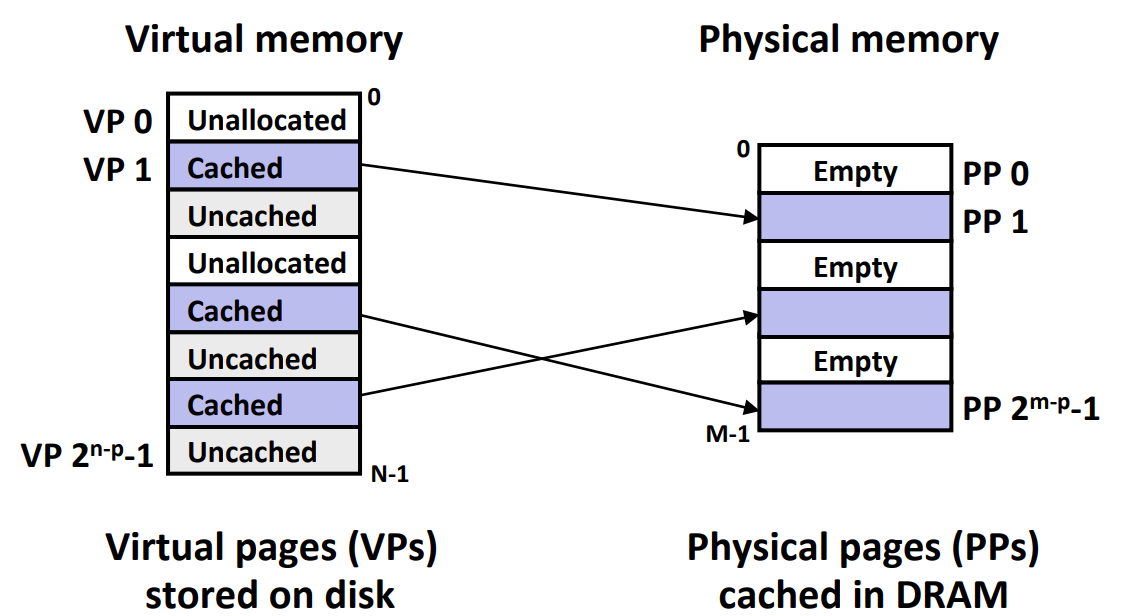 Virtual memory
Physical memory
0
VP 0
Unallocated
VP 1
Cached
Uncached
Unallocated
Cached
Uncached
Cached
VP 2ⁿ⁻ᵖ-1
Uncached
N-1
0
Empty
PP 0
PP 1
Empty
Empty
PP 2ᵐ⁻ᵖ-1
M-1
Virtual pages (VPs)
stored on disk
Physical pages (PPs)
cached in DRAM